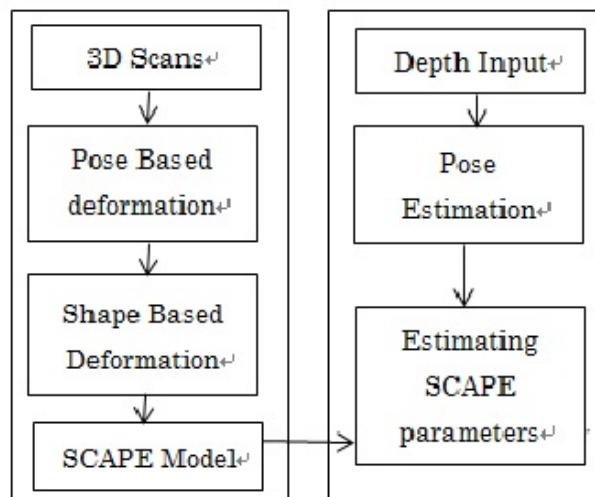 3D Scans
Pose Based
deformation
Shape Based
Deformation
SCAPE Model
Depth Input
Pose
Estimation
Estimating
SCAPE
parameters